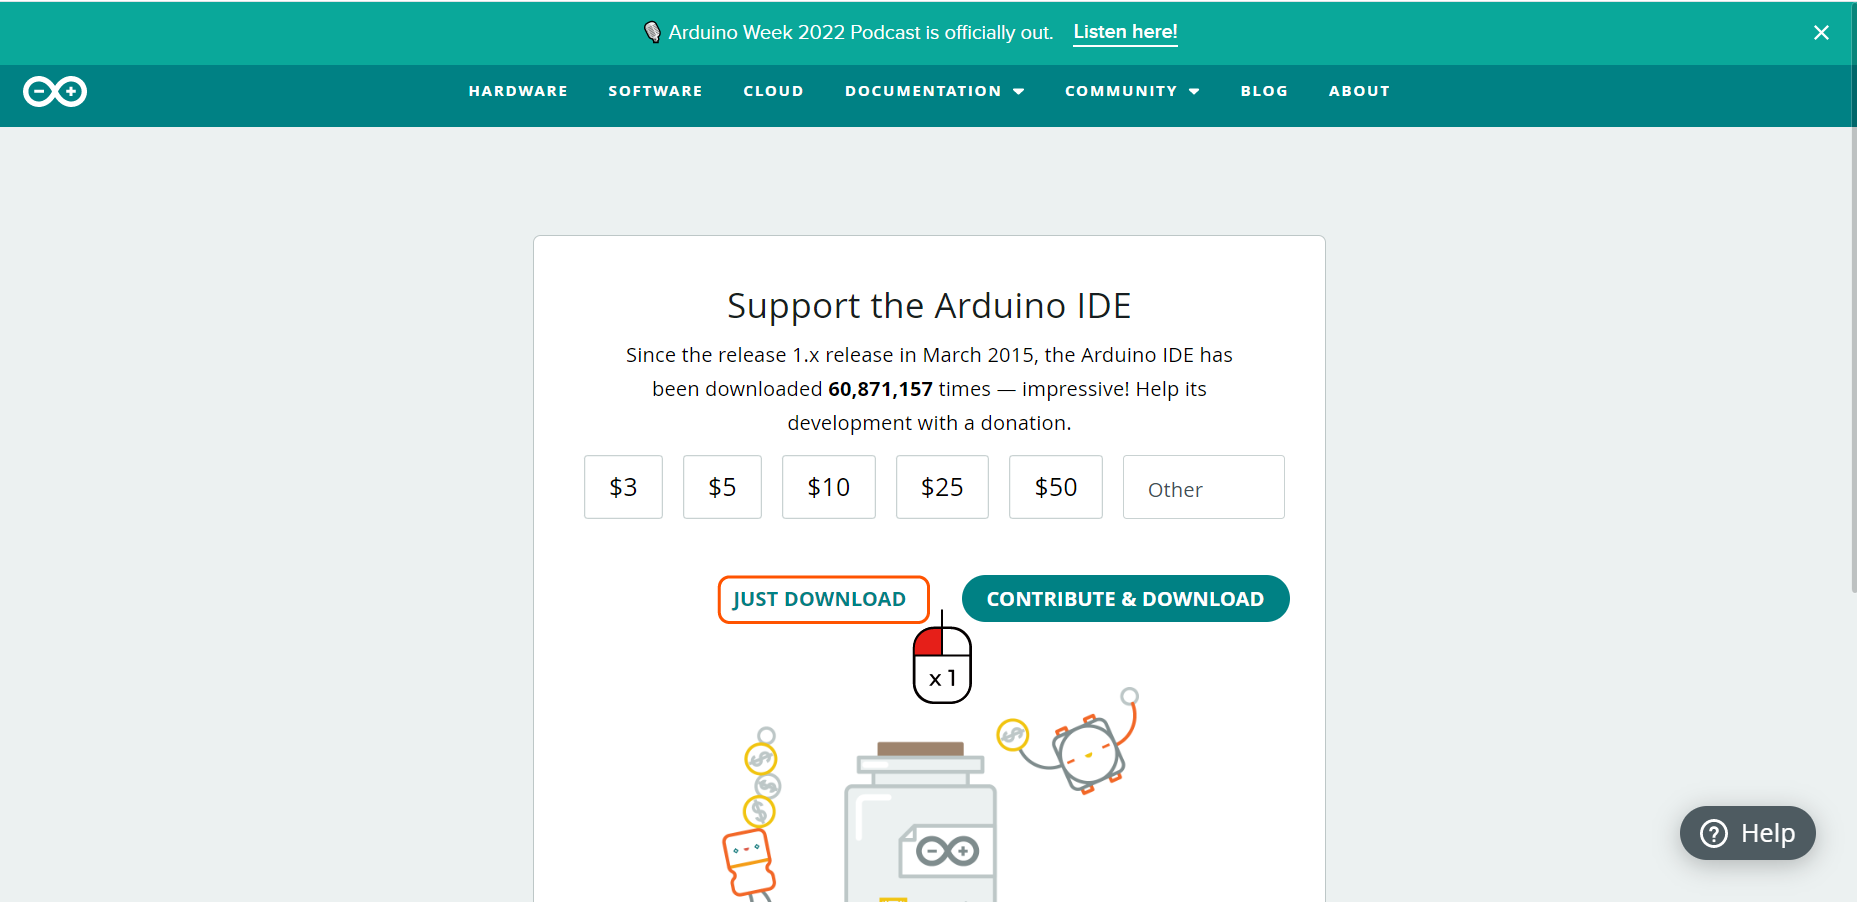 Arduino Week 2022 Podcast is officially out. Listen here!
HARDWARE SOFTWARE CLOUD DOCUMENTATION COMMUNITY BLOG ABOUT
Support the Arduino IDE
Since the release 1.x release in March 2015, the Arduino IDE has
been downloaded 60,871,157 times — impressive! Help its
development with a donation.
$3 $5 $10 $25 $50 Other
JUST DOWNLOAD CONTRIBUTE & DOWNLOAD
x1
Help